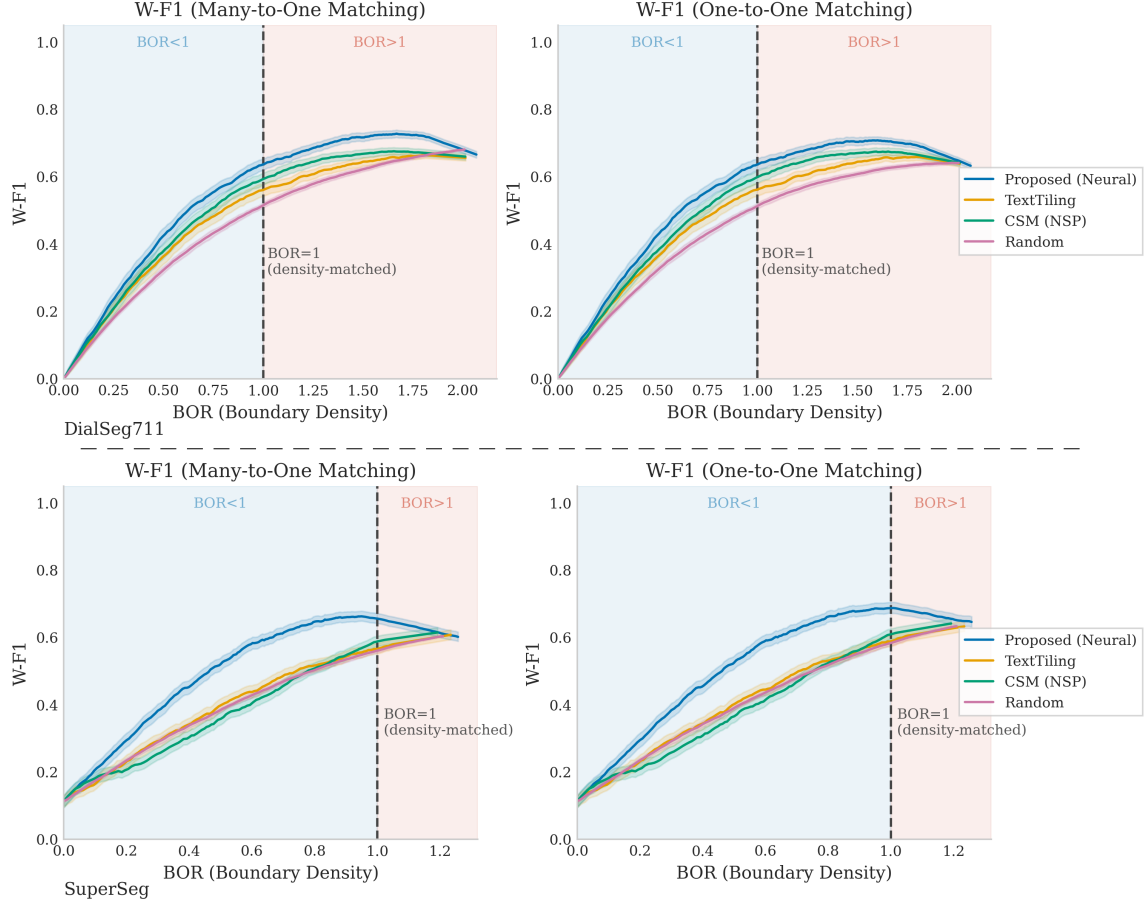 W-F1 (Many-to-One Matching)
1.0
0.8
0.6
0.4
0.2
0.0
W-F1
BOR<1
BOR>1
BOR=1
(density-matched)
0.00 0.25 0.50 0.75 1.00 1.25 1.50 1.75 2.00
BOR (Boundary Density)
DialSeg711
W-F1 (One-to-One Matching)
1.0
0.8
0.6
0.4
0.2
0.0
W-F1
BOR<1
BOR>1
BOR=1
(density-matched)
0.00 0.25 0.50 0.75 1.00 1.25 1.50 1.75 2.00
BOR (Boundary Density)
Proposed (Neural)
TextTiling
CSM (NSP)
Random
W-F1 (Many-to-One Matching)
1.0
0.8
0.6
0.4
0.2
0.0
W-F1
BOR<1
BOR>1
BOR=1
(density-matched)
0.0 0.2 0.4 0.6 0.8 1.0 1.2
BOR (Boundary Density)
SuperSeg
W-F1 (One-to-One Matching)
1.0
0.8
0.6
0.4
0.2
0.0
W-F1
BOR<1
BOR>1
BOR=1
(density-matched)
0.0 0.2 0.4 0.6 0.8 1.0 1.2
BOR (Boundary Density)
Proposed (Neural)
TextTiling
CSM (NSP)
Random